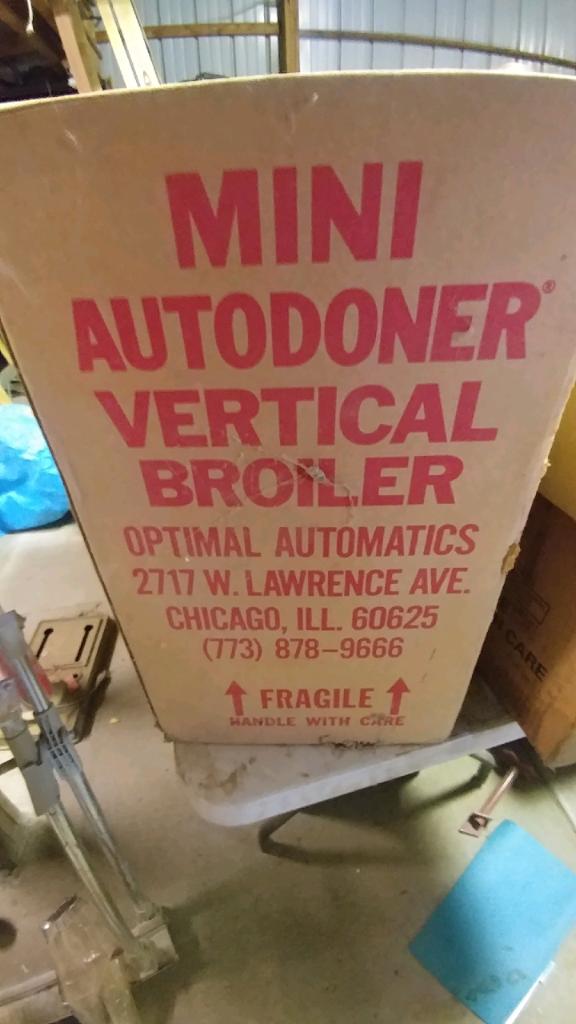 MINI
AUTODONER®
VERTICAL
BROILER
OPTIMAL AUTOMATICS
2717 W. LAWRENCE AVE.
CHICAGO, ILL. 60625
(773) 878-9666
↑ FRAGILE ↑
HANDLE WITH CARE
CARE